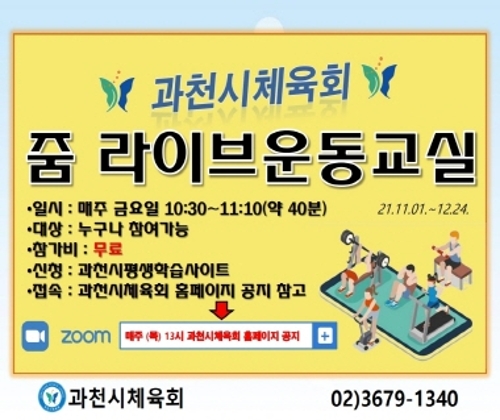 과천시체육회
줌 라이브운동교실
•일시 : 매주 금요일 10:30~11:10(약 40분)
21.11.01.~12.24.
•대상 : 누구나 참여가능
•참가비 : 무료
•신청 : 과천시평생학습사이트
•접속 : 과천시체육회 홈페이지 공지 참고
zoom
매주 (목) 13시 과천시체육회 홈페이지 공지
+
과천시체육회
02)3679-1340